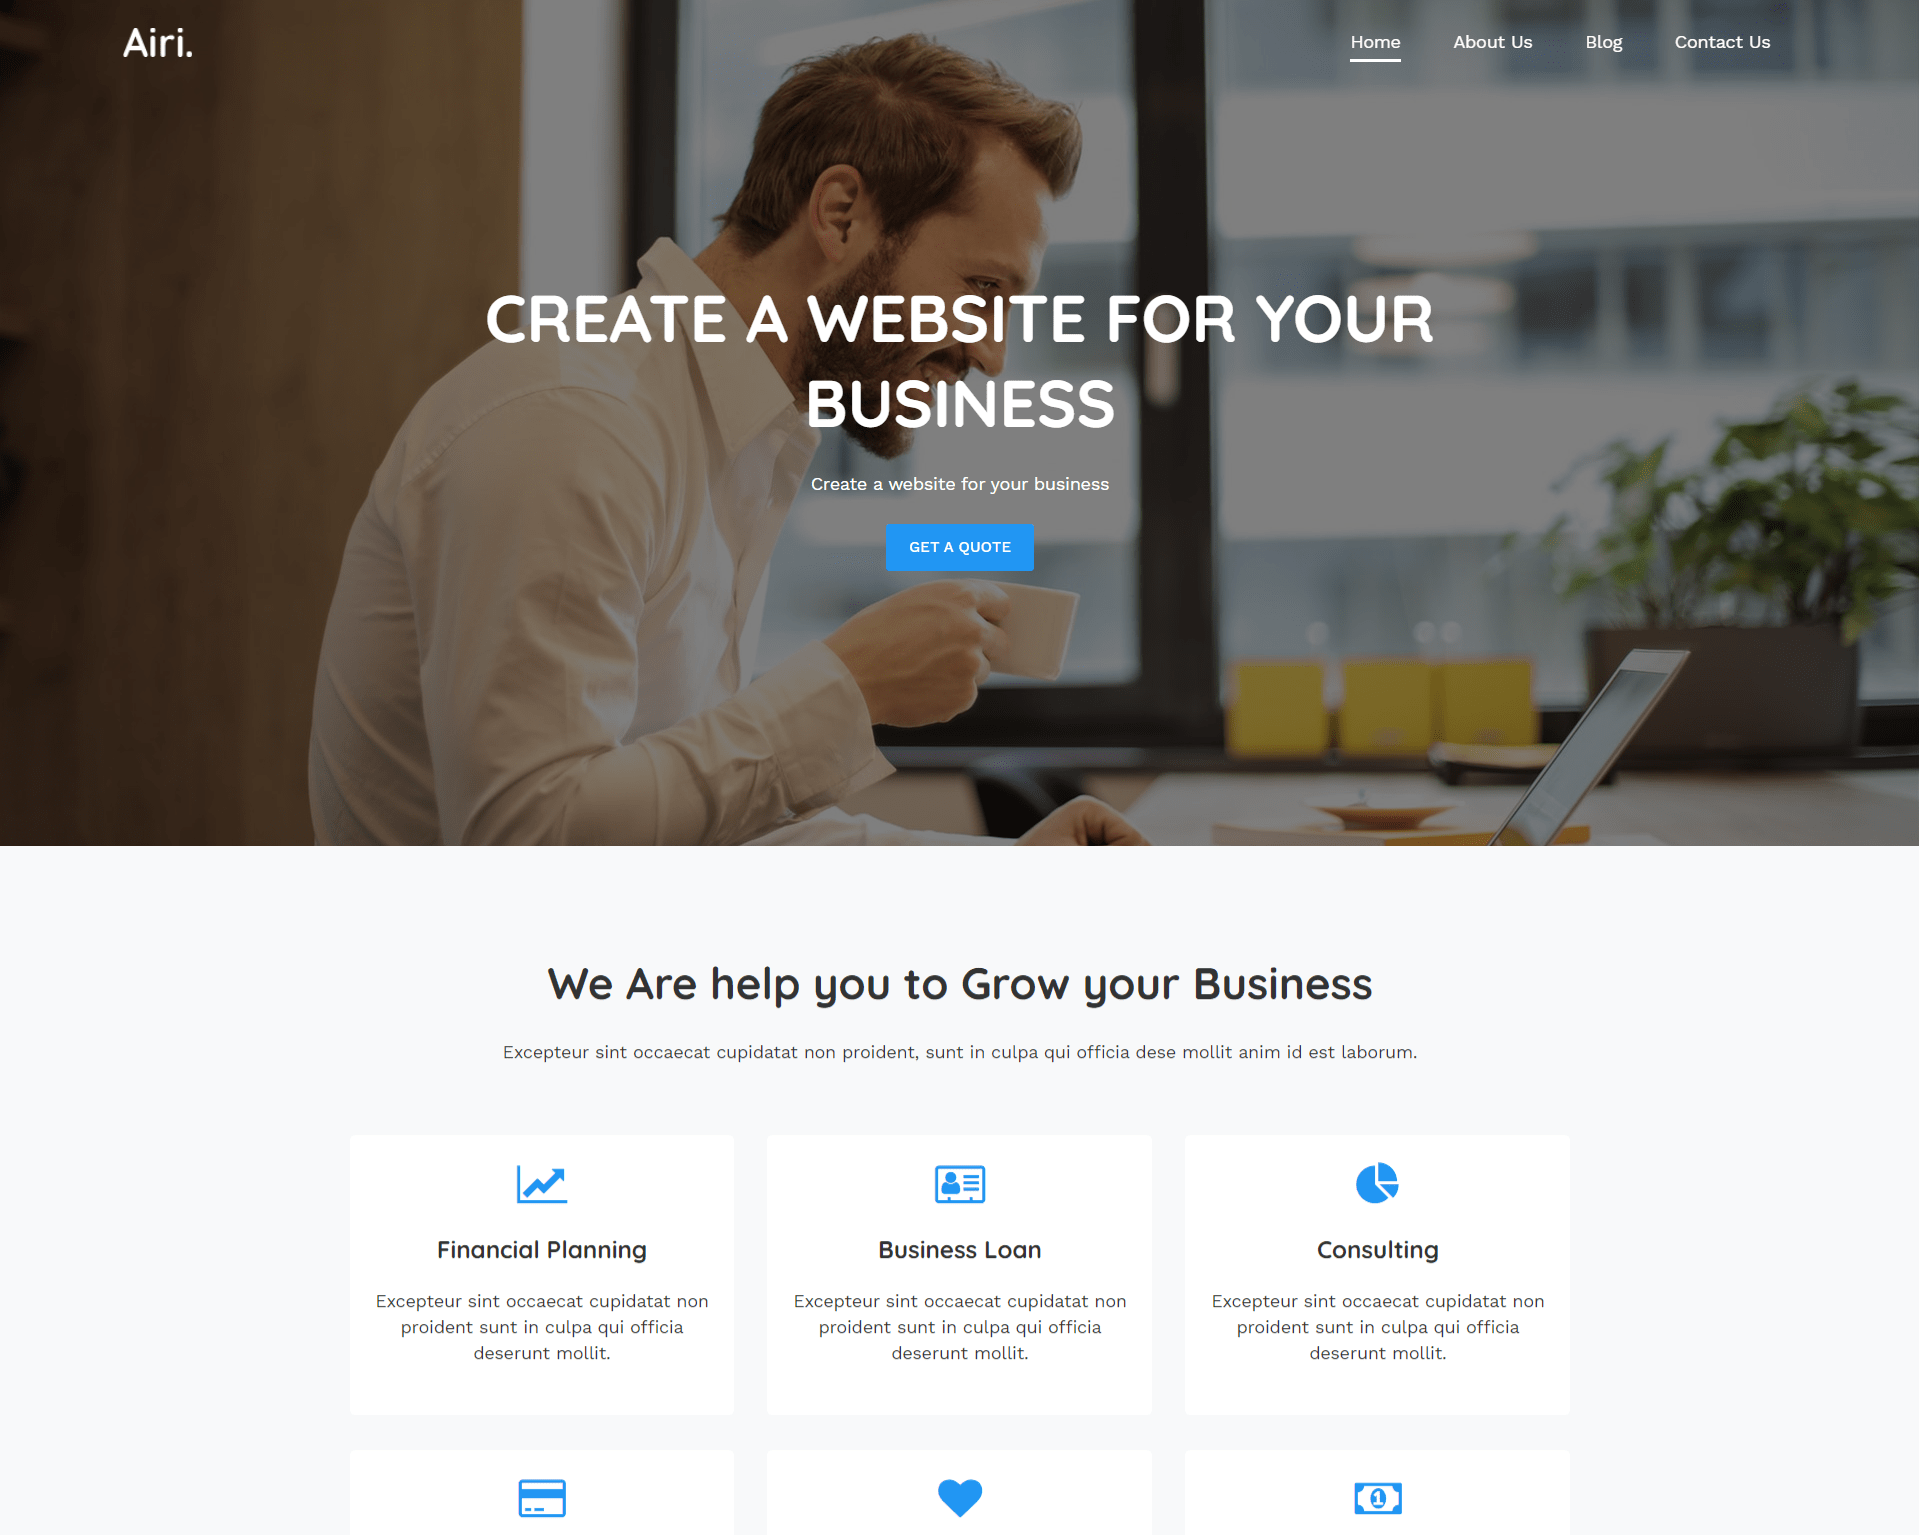 Airi.
Home
About Us
Blog
Contact Us
CREATE A WEBSITE FOR YOUR
BUSINESS
Create a website for your business
GET A QUOTE
We Are help you to Grow your Business
Excepteur sint occaecat cupidatat non proident, sunt in culpa qui officia dese mollit anim id est laborum.
Financial Planning
Excepteur sint occaecat cupidatat non
proident sunt in culpa qui officia
deserunt mollit.
Business Loan
Excepteur sint occaecat cupidatat non
proident sunt in culpa qui officia
deserunt mollit.
Consulting
Excepteur sint occaecat cupidatat non
proident sunt in culpa qui officia
deserunt mollit.
1